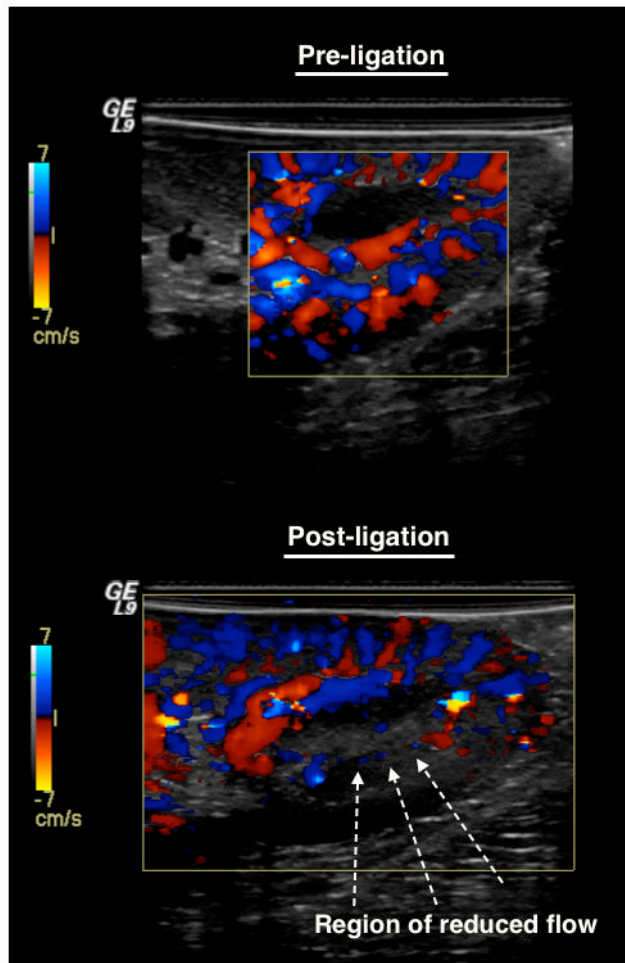 Pre-ligation
GE
L9
7
-7
cm/s
Post-ligation
GE
L9
7
-7
cm/s
Region of reduced flow